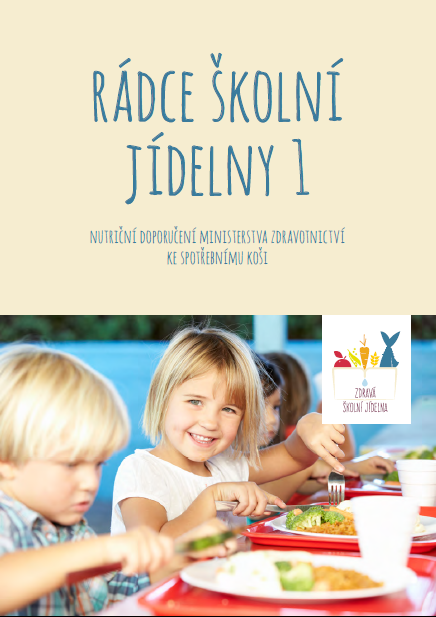 RÁDCE ŠKOLNÍ
JÍDELNY 1
NUTRIČNÍ DOPORUČENÍ MINISTERSTVA ZDRAVOTNICTVÍ
KE SPOTŘEBNÍMU KOŠI
ZDRAVÁ
ŠKOLNÍ JÍDELNA